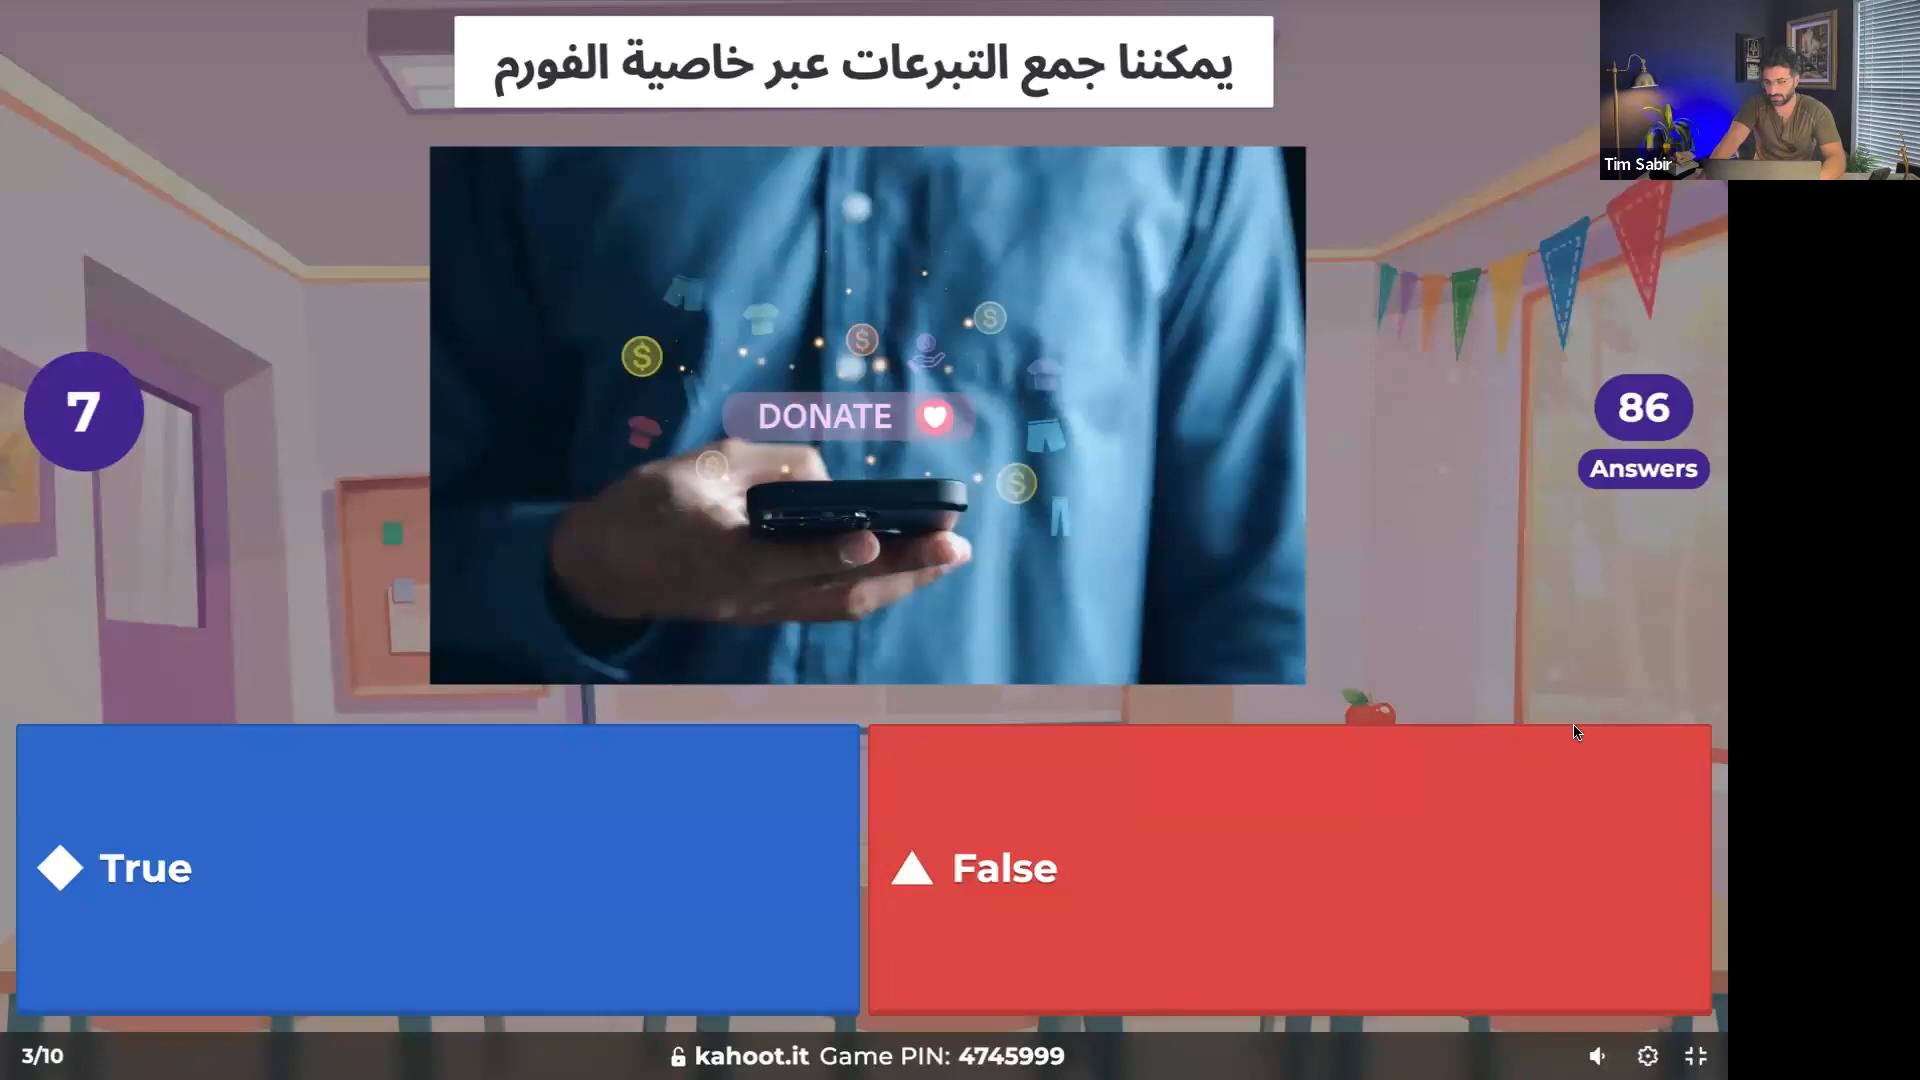 يمكننا جمع التبرعات عبر خاصية الفورم
Tim Sabir
$
$
$
DONATE
$
7
86
Answers
True
False
3/10
kahoot.it Game PIN: 4745999